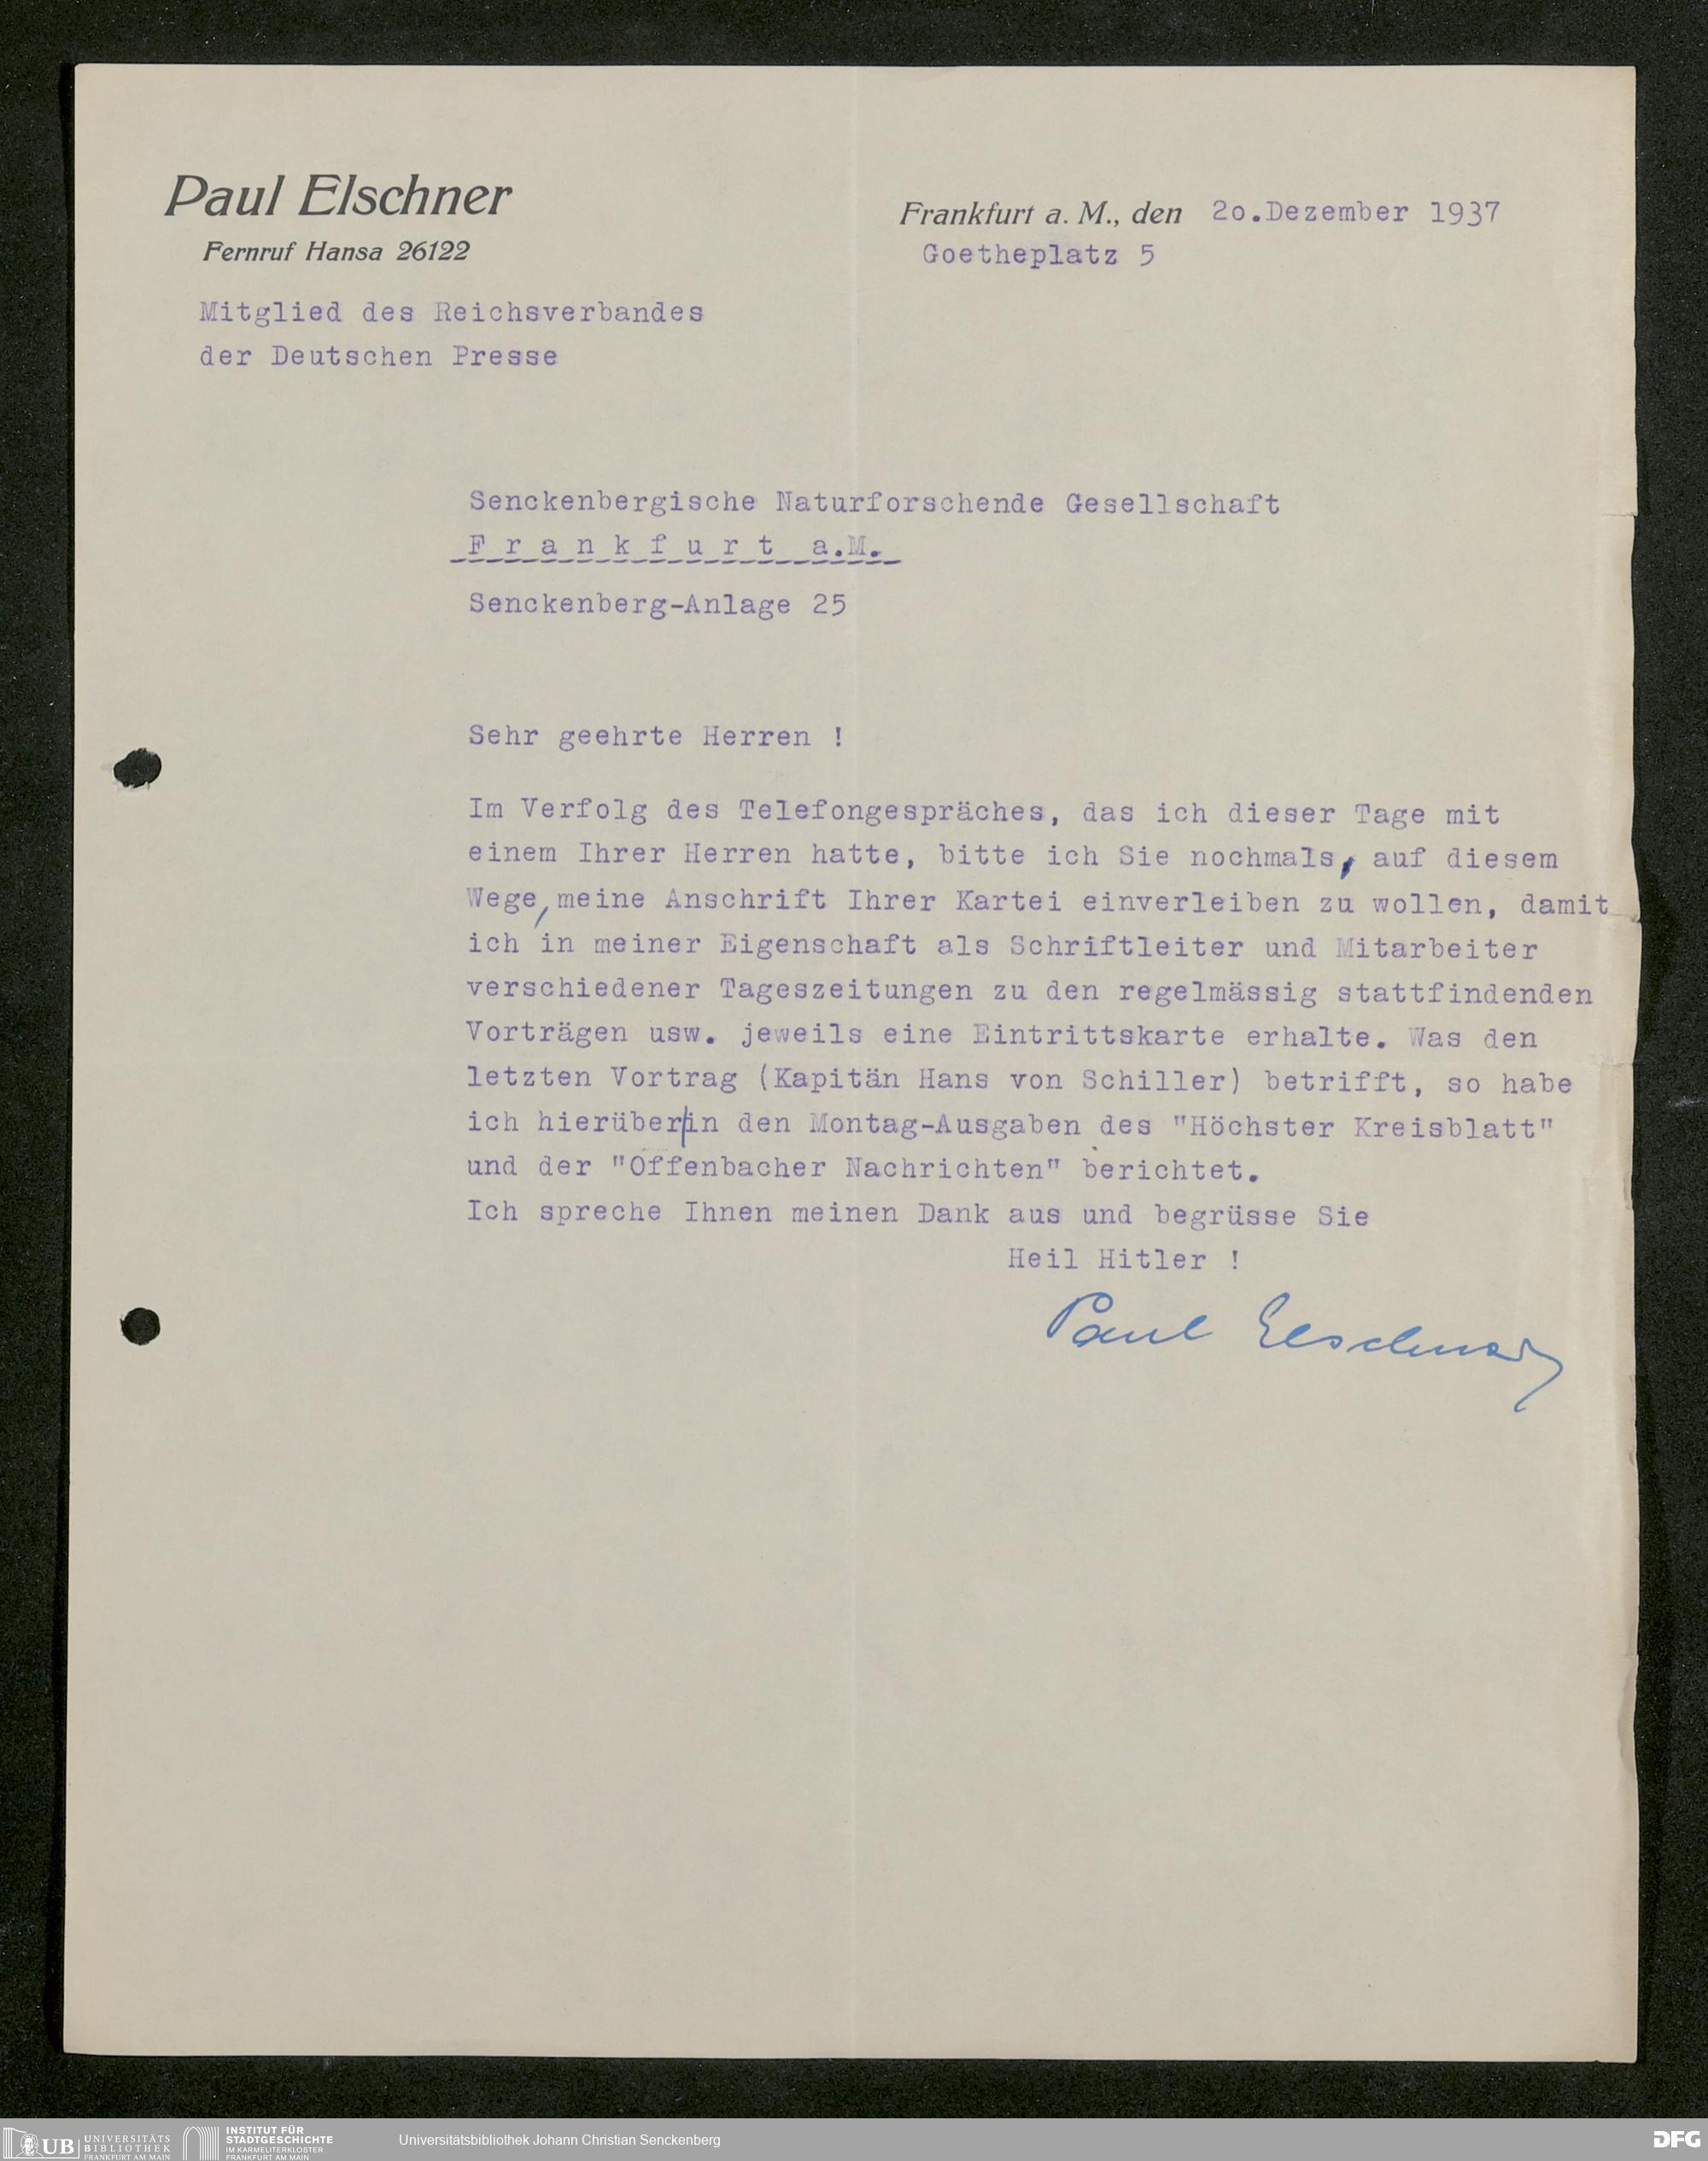 Paul Elschner
Fernruf Hansa 26122
Mitglied des Reichsverbandes
der Deutschen Presse
Frankfurt a. M., den 2o.Dezember 1937
Goetheplatz 5
Senckenbergische Naturforschende Gesellschaft
F r a n k f u r t a.M.
Senckenberg-Anlage 25
Sehr geehrte Herren !
Im Verfolg des Telefongespräches, das ich dieser Tage mit
einem Ihrer Herren hatte, bitte ich Sie nochmals, auf diesem
Wege, meine Anschrift Ihrer Kartei einverleiben zu wollen, damit
ich in meiner Eigenschaft als Schriftleiter und Mitarbeiter
verschiedener Tageszeitungen zu den regelmässig stattfindenden
Vorträgen usw. jeweils eine Eintrittskarte erhalte. Was den
letzten Vortrag (Kapitän Hans von Schiller) betrifft, so habe
ich hierüber in den Montag-Ausgaben des "Höchster Kreisblatt"
und der "Offenbacher Nachrichten" berichtet.
Ich spreche Ihnen meinen Dank aus und begrüsse Sie
Heil Hitler !
Paul Elschner
UB UNIVERSITÄTS
BIBLIOTHEK
FRANKFURT AM MAIN
INSTITUT FÜR
STADTGESCHICHTE
IM KARMELITERKLOSTER
FRANKFURT AM MAIN
Universitätsbibliothek Johann Christian Senckenberg
DFG